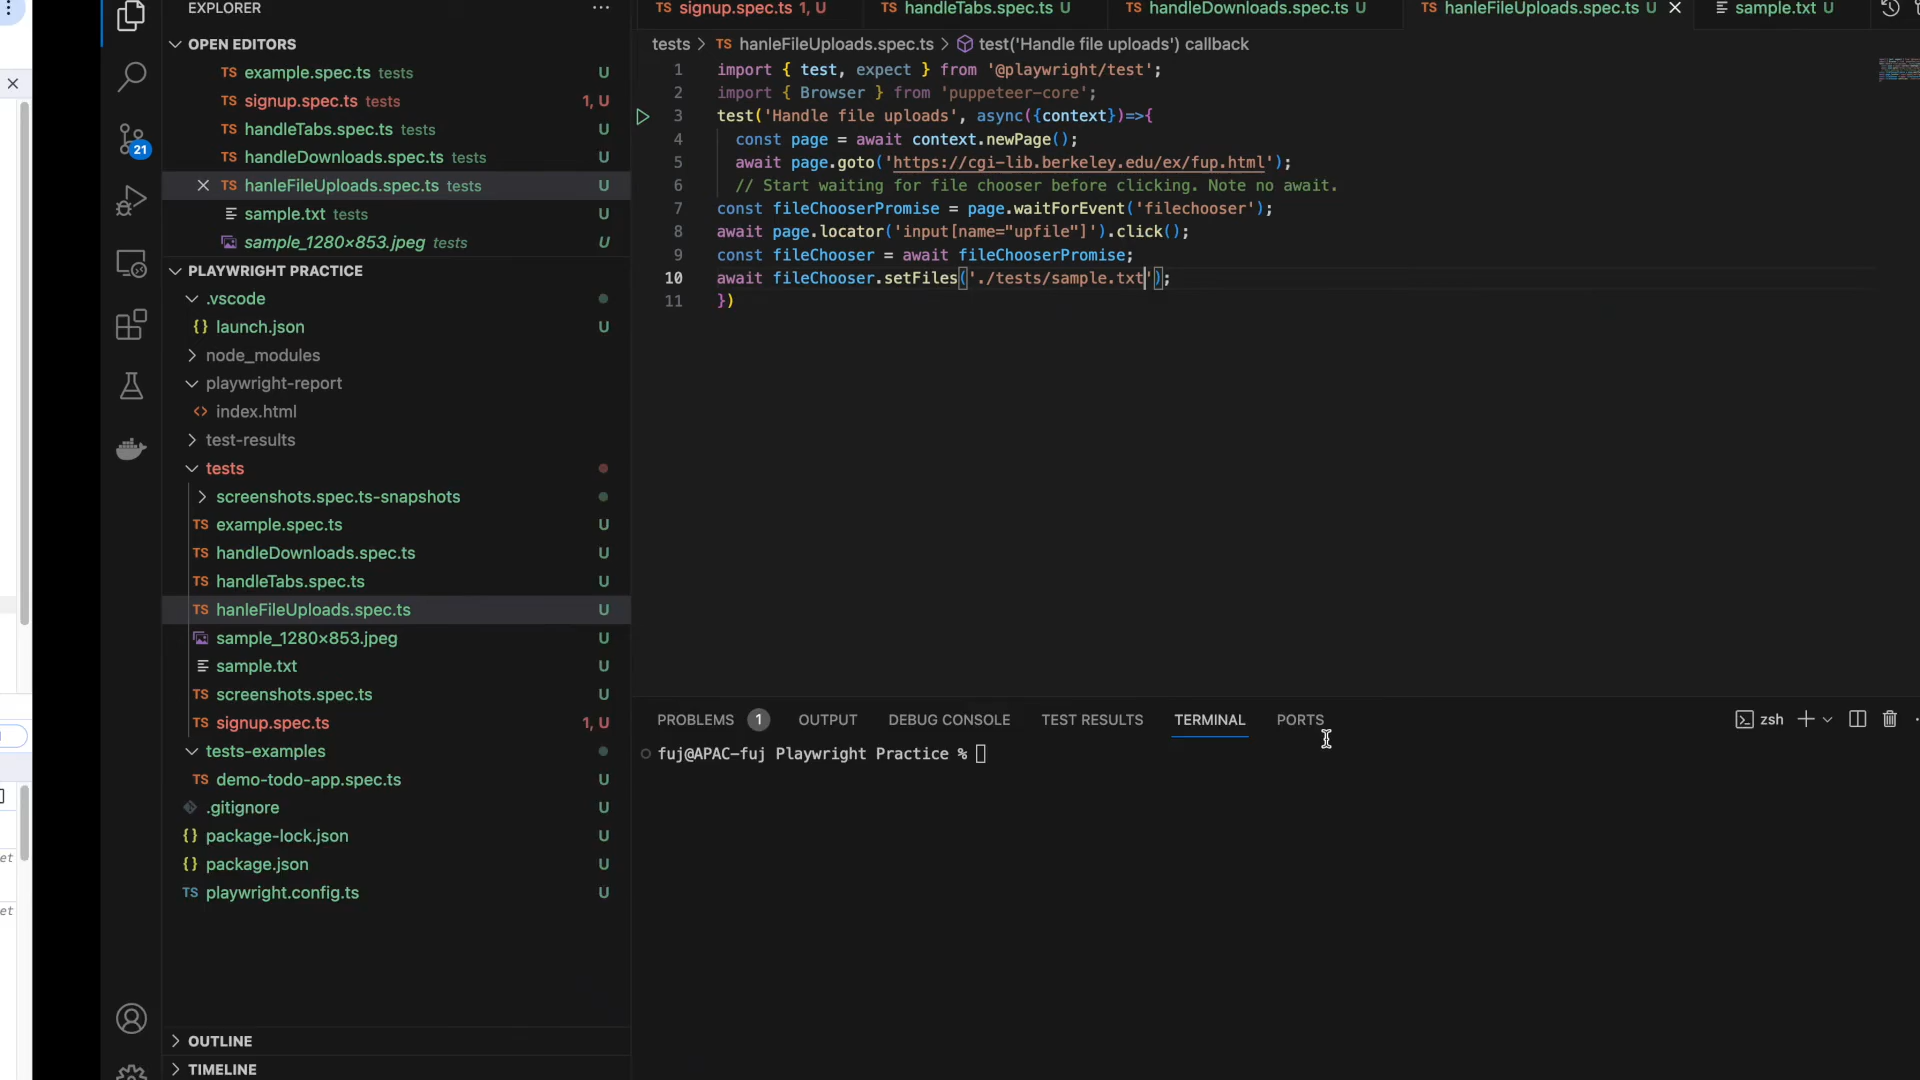 EXPLORER
OPEN EDITORS
TS example.spec.ts tests U
TS signup.spec.ts tests 1, U
TS handleTabs.spec.ts tests U
TS handleDownloads.spec.ts tests U
TS hanleFileUploads.spec.ts tests U
sample.txt tests U
sample_1280×853.jpeg tests U
PLAYWRIGHT PRACTICE
.vscode
{} launch.json U
node_modules
playwright-report
<> index.html
test-results
tests
screenshots.spec.ts-snapshots
TS example.spec.ts U
TS handleDownloads.spec.ts U
TS handleTabs.spec.ts U
TS hanleFileUploads.spec.ts U
sample_1280×853.jpeg U
sample.txt U
TS screenshots.spec.ts U
TS signup.spec.ts 1, U
tests-examples
TS demo-todo-app.spec.ts U
.gitignore U
{} package-lock.json U
{} package.json U
TS playwright.config.ts U
OUTLINE
TIMELINE
21
et
et
TS signup.spec.ts 1, U TS handleTabs.spec.ts U TS handleDownloads.spec.ts U TS hanleFileUploads.spec.ts U sample.txt U
tests > TS hanleFileUploads.spec.ts > test('Handle file uploads') callback
1 import { test, expect } from '@playwright/test';
2 import { Browser } from 'puppeteer-core';
3 test('Handle file uploads', async({context})=>{
4 const page = await context.newPage();
5 await page.goto('https://cgi-lib.berkeley.edu/ex/fup.html');
6 // Start waiting for file chooser before clicking. Note no await.
7 const fileChooserPromise = page.waitForEvent('filechooser');
8 await page.locator('input[name="upfile"]').click();
9 const fileChooser = await fileChooserPromise;
10 await fileChooser.setFiles('./tests/sample.txt');
11 })
PROBLEMS 1 OUTPUT DEBUG CONSOLE TEST RESULTS TERMINAL PORTS zsh
fuj@APAC-fuj Playwright Practice %